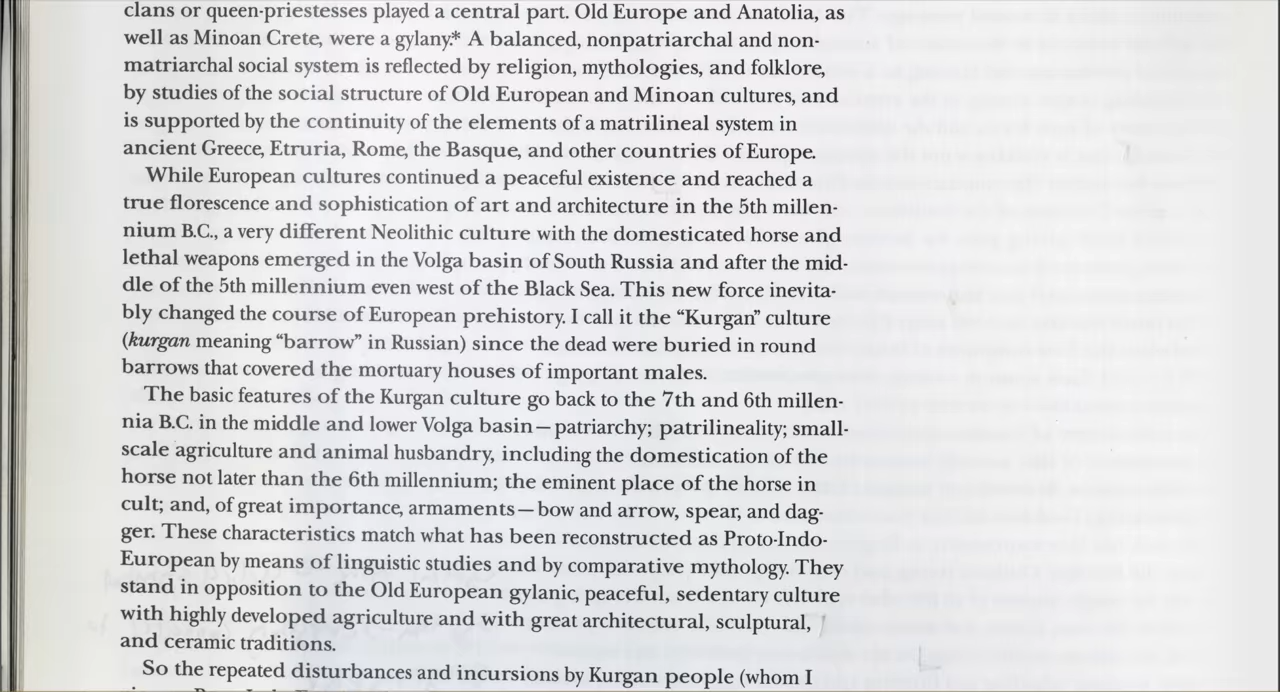 clans or queen-priestesses played a central part. Old Europe and Anatolia, as
well as Minoan Crete, were a gylany.* A balanced, nonpatriarchal and non-
matriarchal social system is reflected by religion, mythologies, and folklore,
by studies of the social structure of Old European and Minoan cultures, and
is supported by the continuity of the elements of a matrilineal system in
ancient Greece, Etruria, Rome, the Basque, and other countries of Europe.
While European cultures continued a peaceful existence and reached a
true florescence and sophistication of art and architecture in the 5th millen-
nium B.C., a very different Neolithic culture with the domesticated horse and
lethal weapons emerged in the Volga basin of South Russia and after the mid-
dle of the 5th millennium even west of the Black Sea. This new force inevita-
bly changed the course of European prehistory. I call it the “Kurgan” culture
(kurgan meaning “barrow” in Russian) since the dead were buried in round
barrows that covered the mortuary houses of important males.
The basic features of the Kurgan culture go back to the 7th and 6th millen-
nia B.C. in the middle and lower Volga basin—patriarchy; patrilineality; small-
scale agriculture and animal husbandry, including the domestication of the
horse not later than the 6th millennium; the eminent place of the horse in
cult; and, of great importance, armaments—bow and arrow, spear, and dag-
ger. These characteristics match what has been reconstructed as Proto-Indo-
European by means of linguistic studies and by comparative mythology. They
stand in opposition to the Old European gylanic, peaceful, sedentary culture
with highly developed agriculture and with great architectural, sculptural,
and ceramic traditions.
So the repeated disturbances and incursions by Kurgan people (whom I